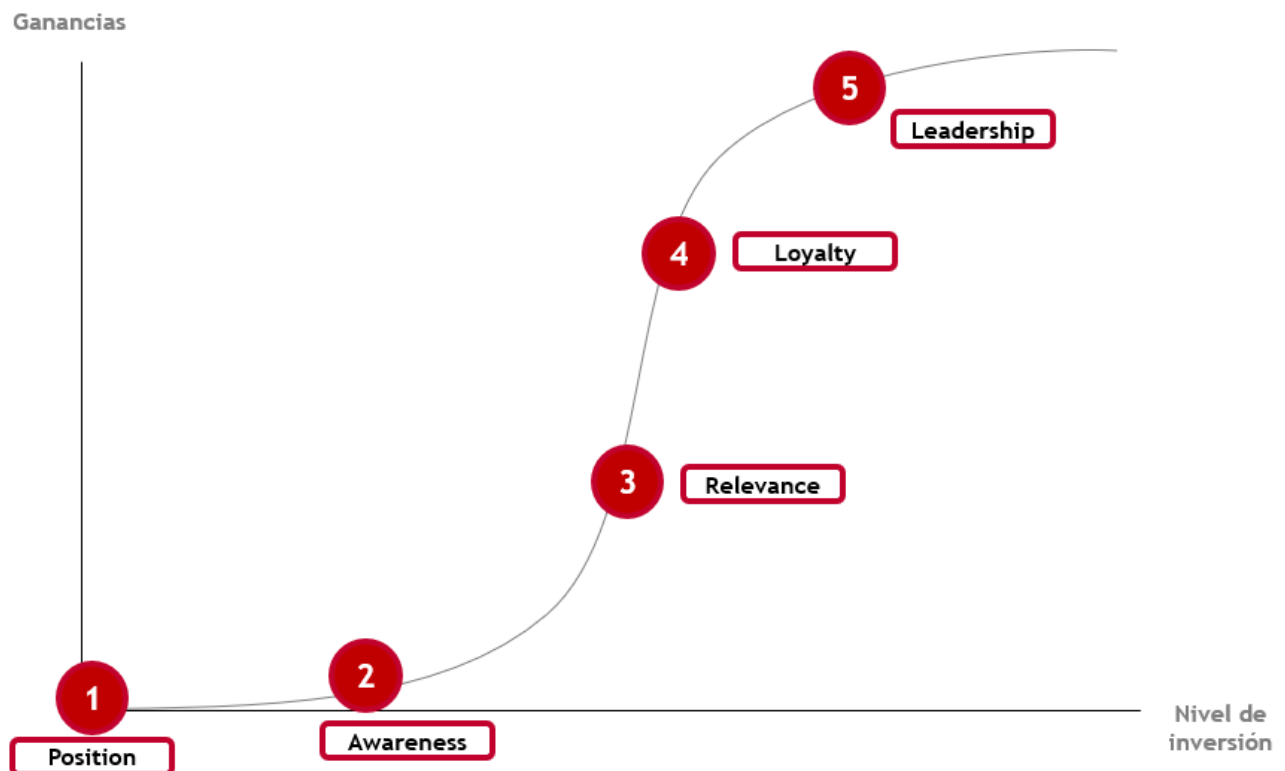 Ganancias
5
Leadership
4
Loyalty
3
Relevance
2
Awareness
1
Position
Nivel de
inversión